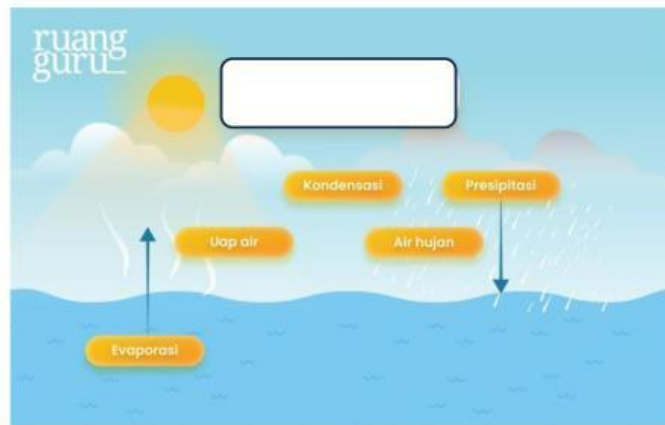 ruang
guru
Kondensasi
Presipitasi
Uap air
Air hujan
Evaporasi